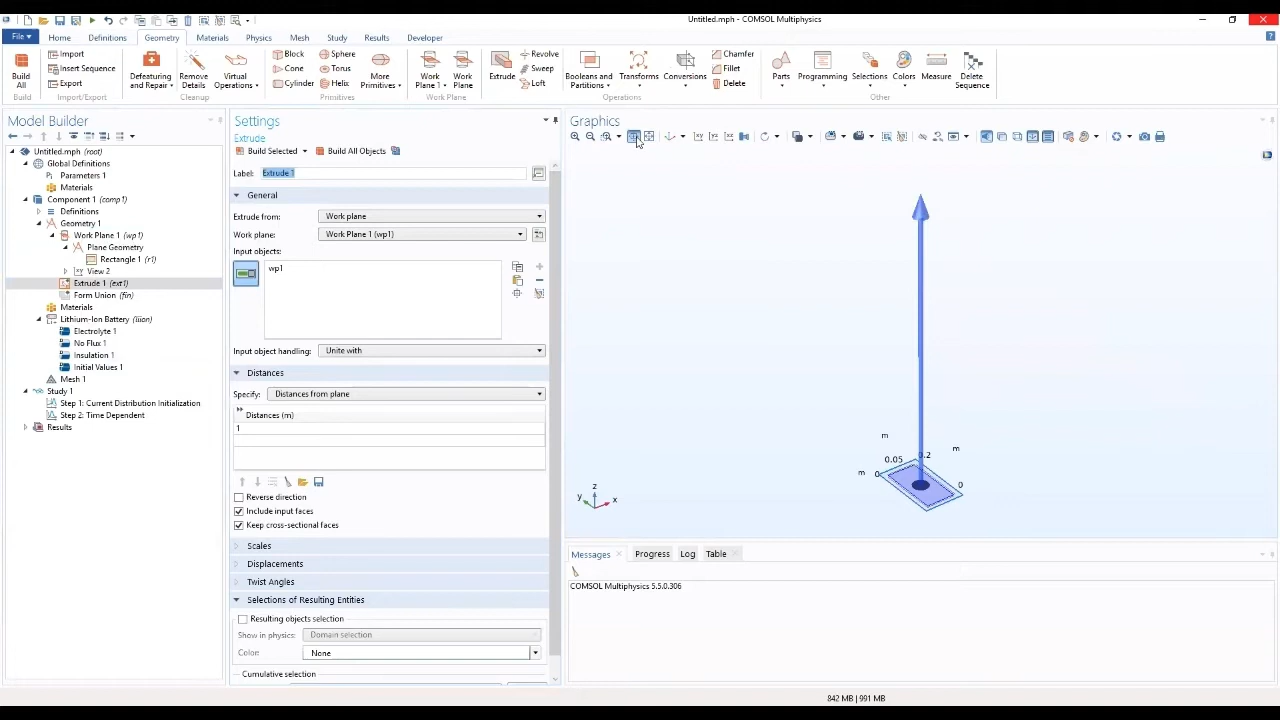 Untitled.mph - COMSOL Multiphysics
File Home Definitions Geometry Materials Physics Mesh Study Results Developer
Build All
Build
Import
Insert Sequence
Export
Import/Export
Defeaturing and Repair
Remove Details
Virtual Operations
Cleanup
Block
Cone
Cylinder
Sphere
Torus
Helix
More Primitives
Primitives
Work Plane 1
Work Plane
Work Plane
Extrude
Revolve
Sweep
Loft
Booleans and Partitions
Transforms
Conversions
Chamfer
Fillet
Delete
Operations
Parts
Programming
Selections
Colors
Measure
Delete Sequence
Other
Model Builder
Untitled.mph (root)
Global Definitions
Parameters 1
Materials
Component 1 (comp1)
Definitions
Geometry 1
Work Plane 1 (wp1)
Plane Geometry
Rectangle 1 (r1)
View 2
Extrude 1 (ext1)
Form Union (fin)
Materials
Lithium-Ion Battery (liion)
Electrolyte 1
No Flux 1
Insulation 1
Initial Values 1
Mesh 1
Study 1
Step 1: Current Distribution Initialization
Step 2: Time Dependent
Results
Settings
Extrude
Build Selected Build All Objects
Label: Extrude 1
General
Extrude from: Work plane
Work plane: Work Plane 1 (wp1)
Input objects:
wp1
Input object handling: Unite with
Distances
Specify: Distances from plane
Distances (m)
1
Reverse direction
Include input faces
Keep cross-sectional faces
Scales
Displacements
Twist Angles
Selections of Resulting Entities
Resulting objects selection
Show in physics: Domain selection
Color: None
Cumulative selection
Graphics
m
m
0.05 0.2
m 0
0
z
y x
Messages Progress Log Table
COMSOL Multiphysics 5.5.0.306
842 MB | 991 MB